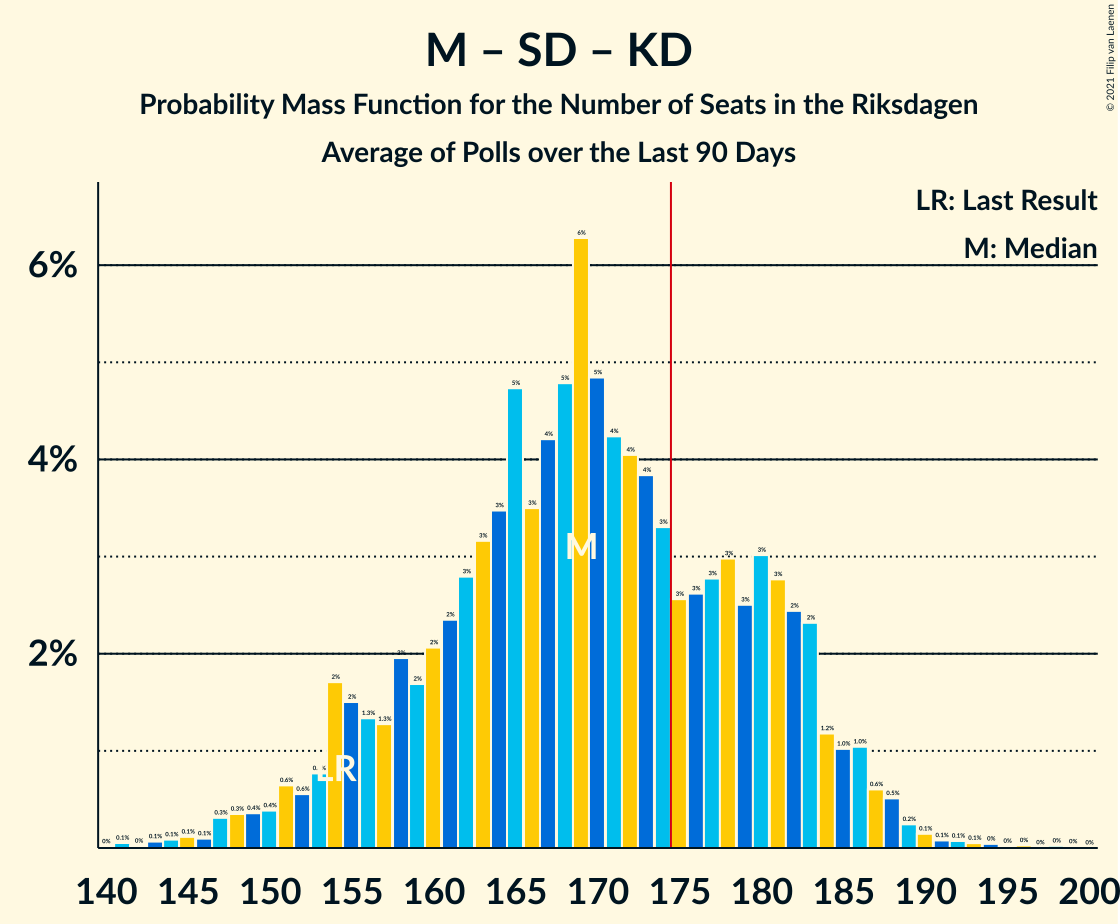 M – SD – KD
Probability Mass Function for the Number of Seats in the Riksdagen
Average of Polls over the Last 90 Days
© 2021 Filip van Laenen
LR: Last Result
M: Median
6%
4%
2%
0% 0.1% 0% 0.1% 0.1% 0.1% 0.1% 0.3% 0.3% 0.4% 0.4% 0.6% 0.6% 2% 2% 1.3% 1.3% 2% 2% 2% 2% 3% 3% 3% 5% 3% 4% 5% 6% 5% 4% 4% 4% 3% 3% 3% 3% 3% 3% 3% 3% 2% 2% 1.2% 1.0% 1.0% 0.6% 0.5% 0.2% 0.1% 0.1% 0.1% 0.1% 0% 0% 0% 0% 0% 0% 0%
M
LR
140 145 150 155 160 165 170 175 180 185 190 195 200